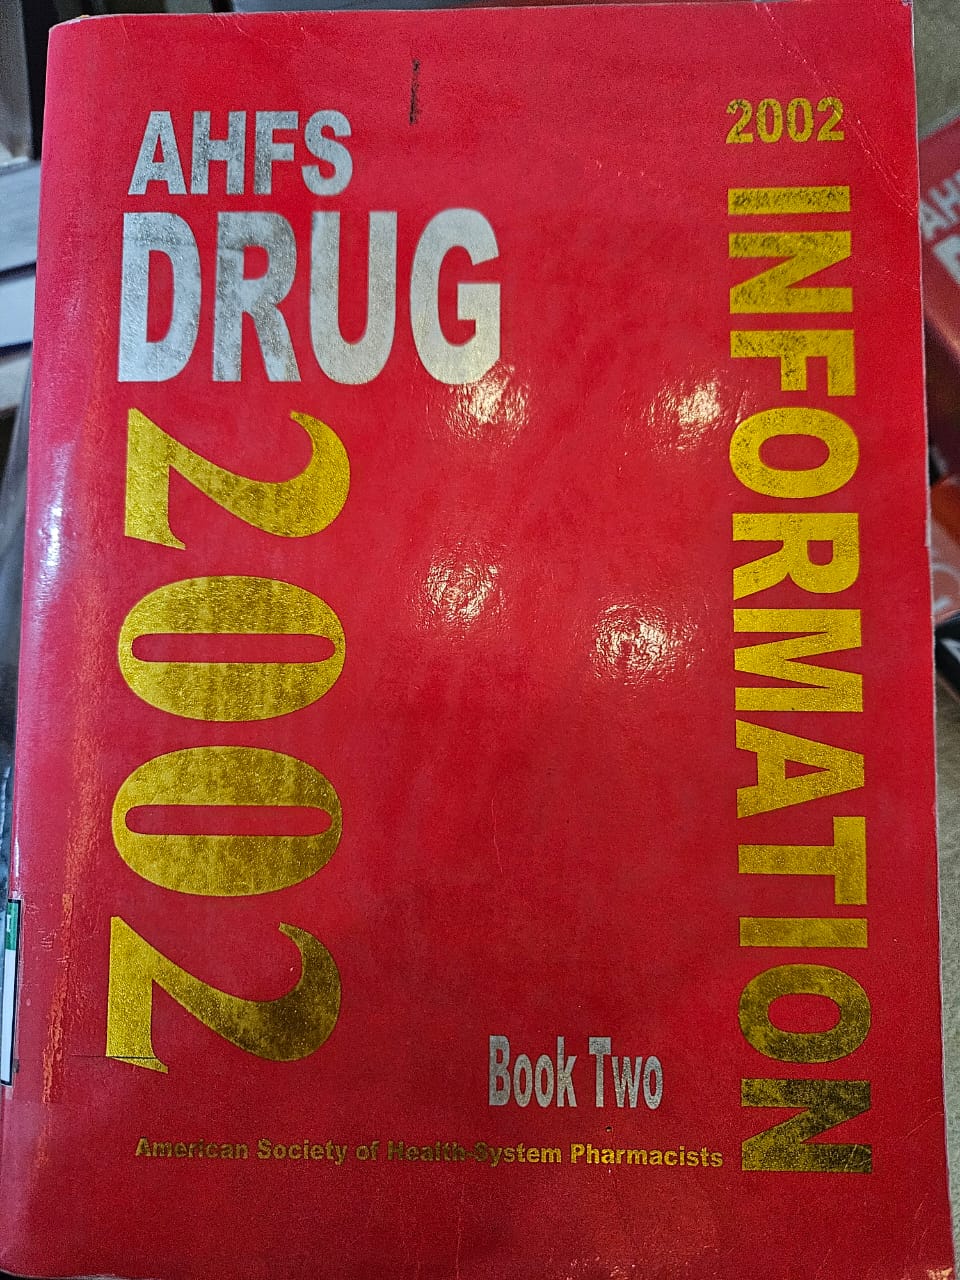 AHFS
DRUG
2002
2002
INFORMATION
Book Two
American Society of Health-System Pharmacists